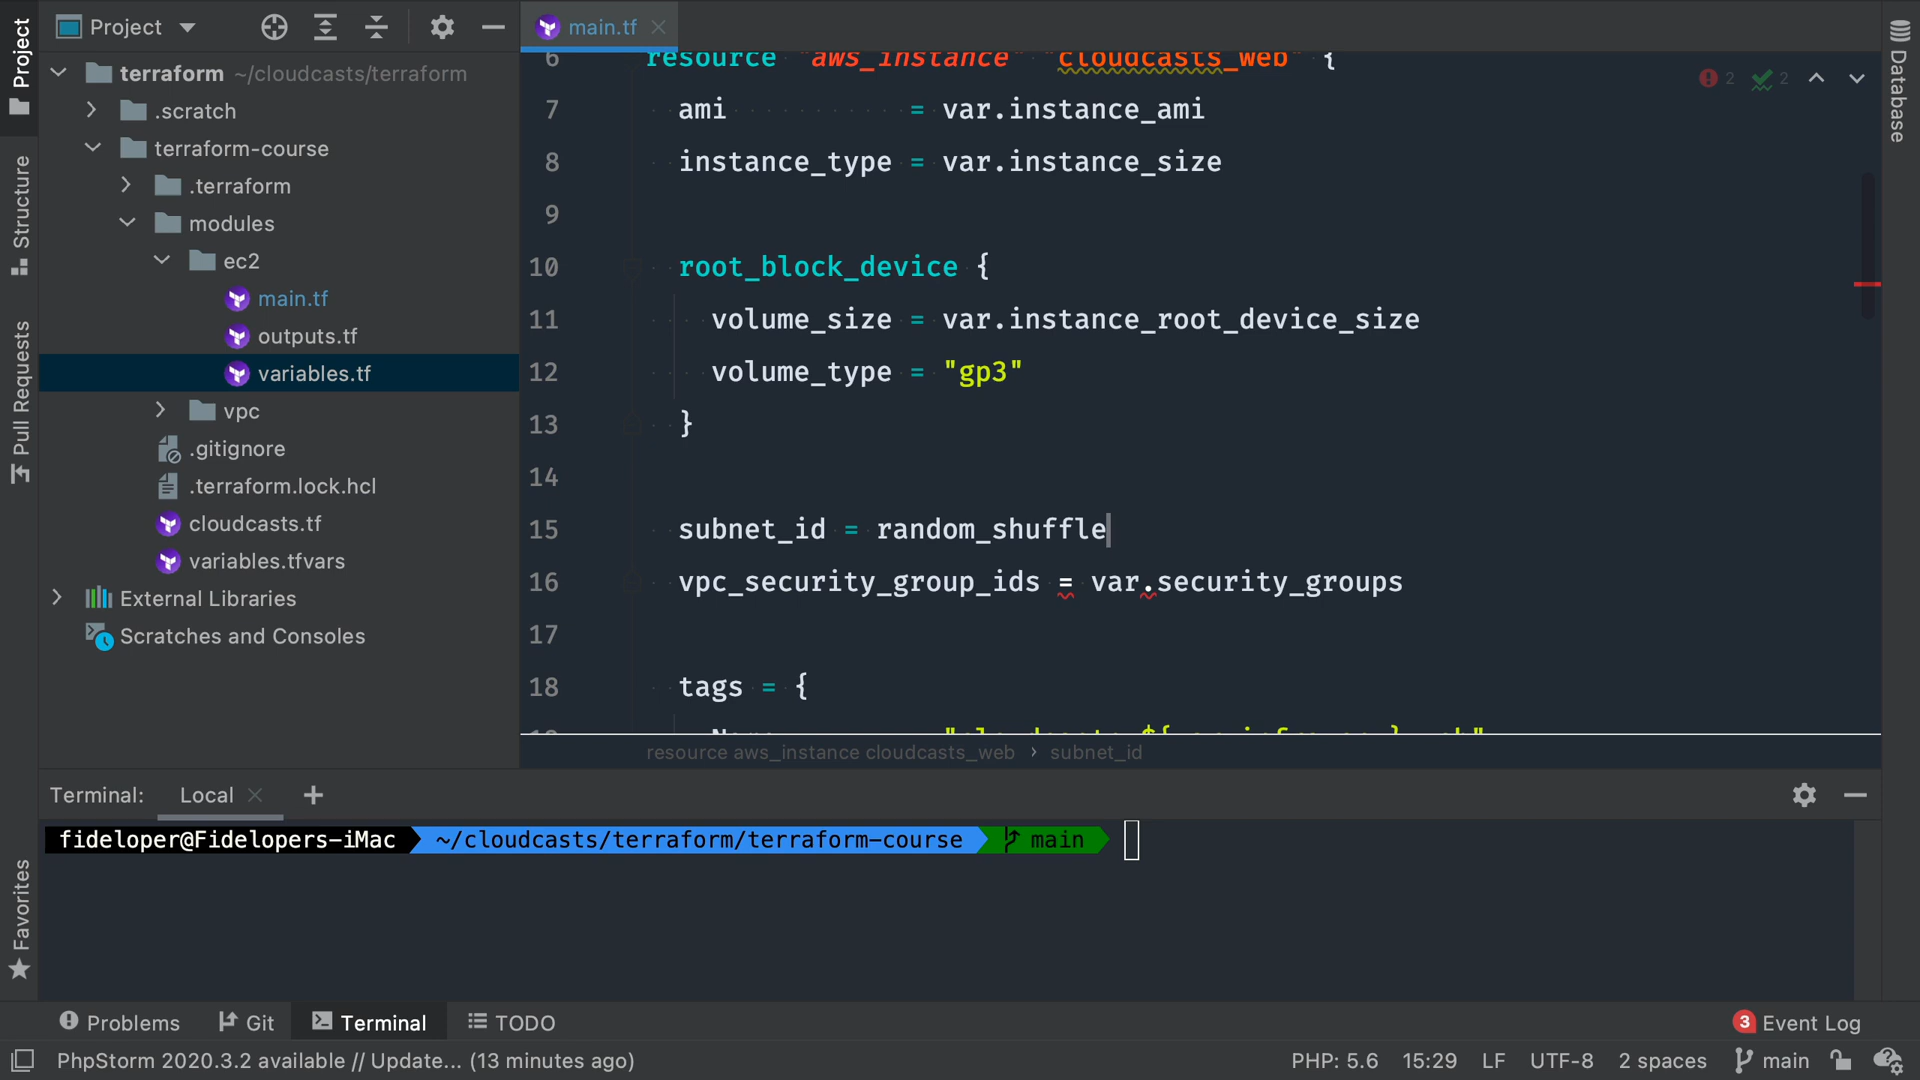 Project
main.tf
Project
Structure
Pull Requests
Favorites
Database
terraform ~/cloudcasts/terraform
.scratch
terraform-course
.terraform
modules
ec2
main.tf
outputs.tf
variables.tf
vpc
.gitignore
.terraform.lock.hcl
cloudcasts.tf
variables.tfvars
External Libraries
Scratches and Consoles
2 2
6 resource "aws_instance" "cloudcasts_web" {
7 ami = var.instance_ami
8 instance_type = var.instance_size
9
10 root_block_device {
11 volume_size = var.instance_root_device_size
12 volume_type = "gp3"
13 }
14
15 subnet_id = random_shuffle
16 vpc_security_group_ids = var.security_groups
17
18 tags = {
resource aws_instance cloudcasts_web › subnet_id
Terminal: Local +
fideloper@Fidelopers-iMac ~/cloudcasts/terraform/terraform-course main
Problems Git Terminal TODO 3 Event Log
PhpStorm 2020.3.2 available // Update... (13 minutes ago) PHP: 5.6 15:29 LF UTF-8 2 spaces main